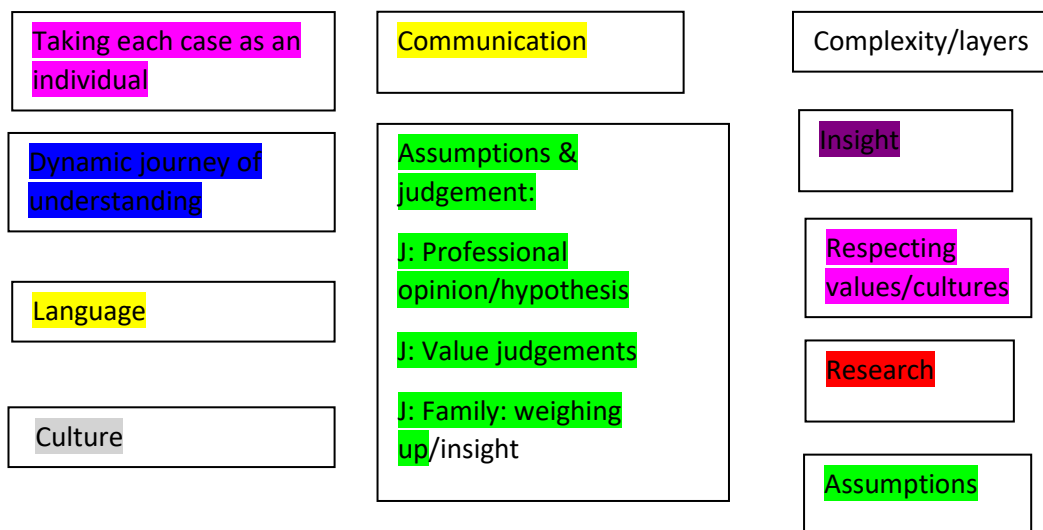 Taking each case as an
individual
Dynamic journey of
understanding
Language
Culture
Communication
Assumptions &
judgement:
J: Professional
opinion/hypothesis
J: Value judgements
J: Family: weighing
up/insight
Complexity/layers
Insight
Respecting
values/cultures
Research
Assumptions